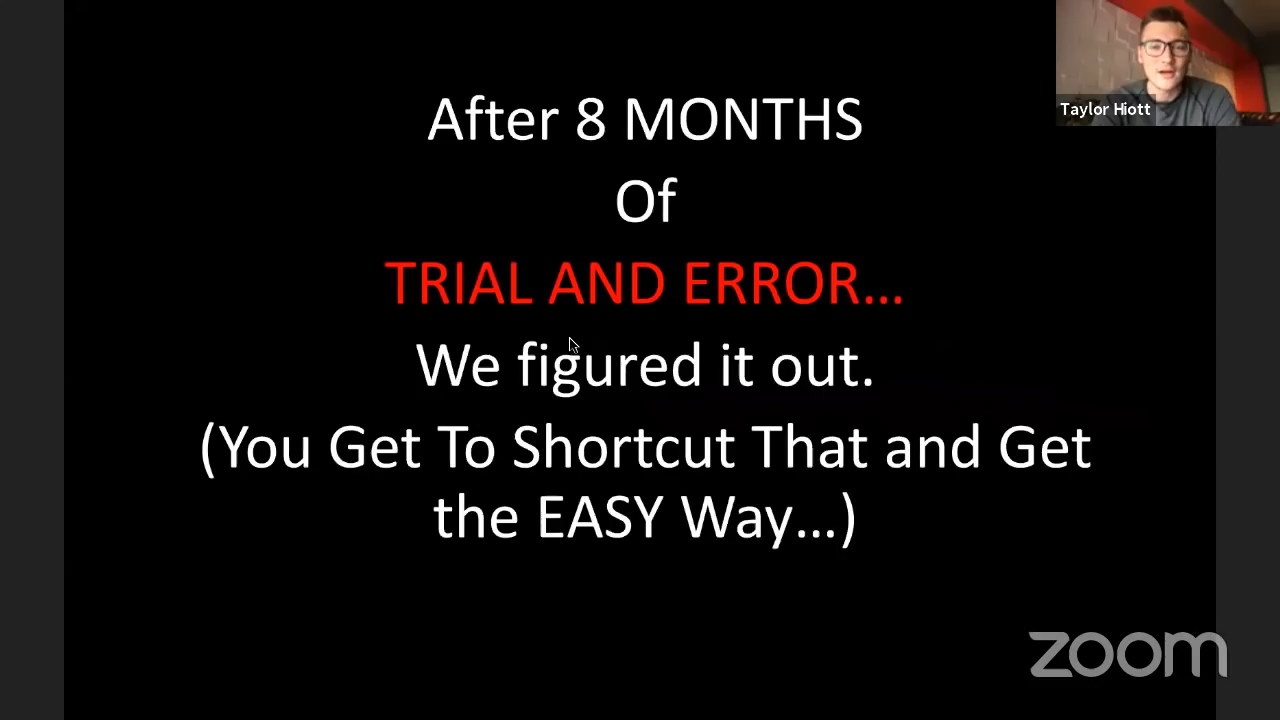 After 8 MONTHS
Of
TRIAL AND ERROR...
We figured it out.
(You Get To Shortcut That and Get
the EASY Way...)
Taylor Hiott
zoom